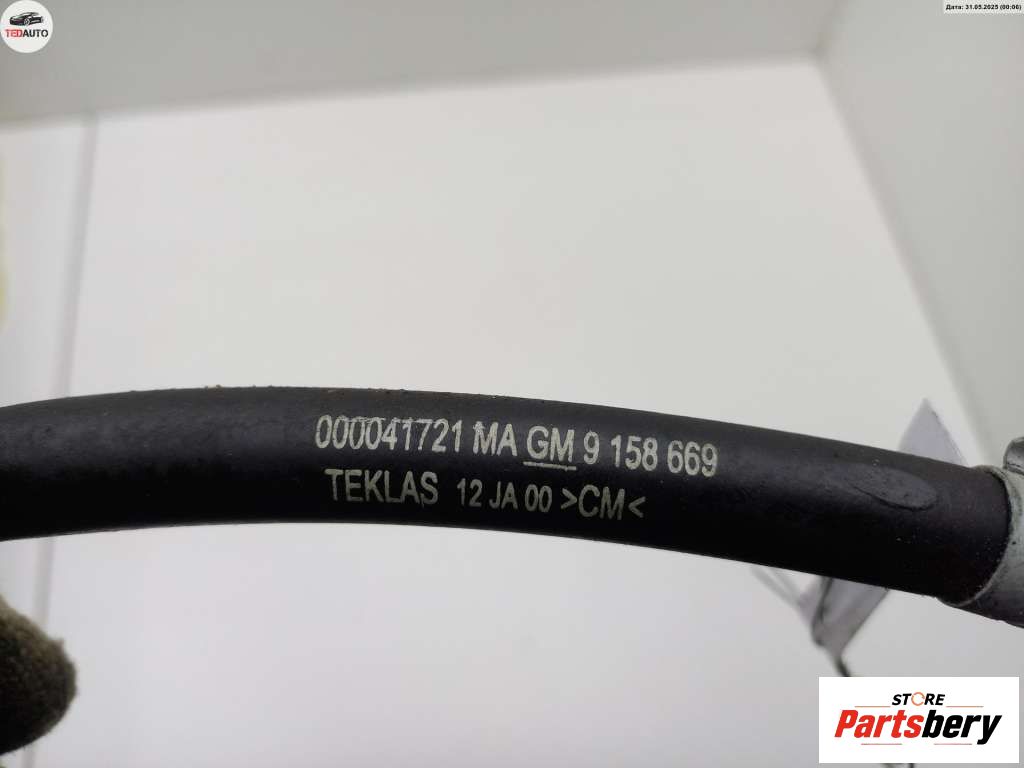 TEDAUTO
Дата: 31.05.2025 (00:06)
000041721 MA GM 9 158 669
TEKLAS 12 JA 00 >CM<
STORE
Partsbery